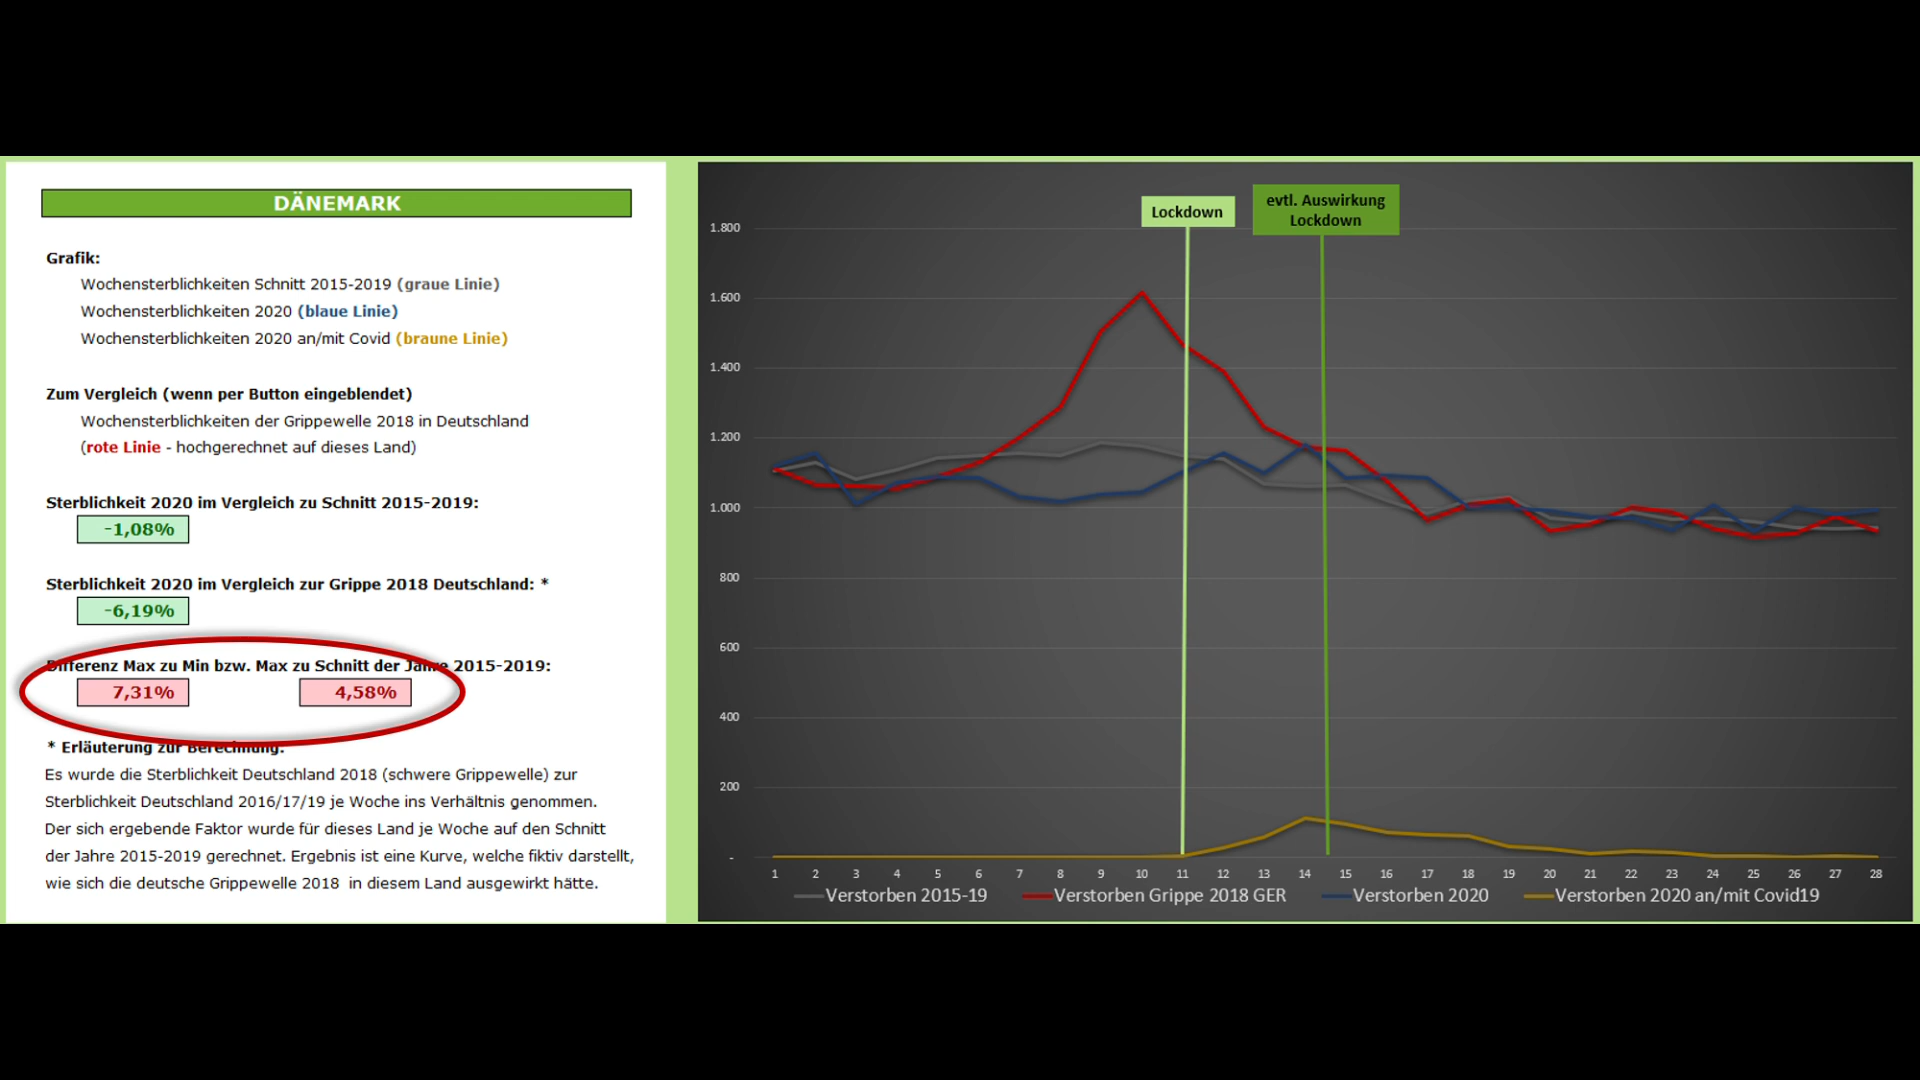 DÄNEMARK
Grafik:
Wochensterblichkeiten Schnitt 2015-2019 (graue Linie)
Wochensterblichkeiten 2020 (blaue Linie)
Wochensterblichkeiten 2020 an/mit Covid (braune Linie)
Zum Vergleich (wenn per Button eingeblendet)
Wochensterblichkeiten der Grippewelle 2018 in Deutschland
(rote Linie - hochgerechnet auf dieses Land)
Sterblichkeit 2020 im Vergleich zu Schnitt 2015-2019:
-1,08%
Sterblichkeit 2020 im Vergleich zur Grippe 2018 Deutschland: *
-6,19%
Differenz Max zu Min bzw. Max zu Schnitt der Jahre 2015-2019:
7,31% 4,58%
* Erläuterung zur Berechnung:
Es wurde die Sterblichkeit Deutschland 2018 (schwere Grippewelle) zur
Sterblichkeit Deutschland 2016/17/19 je Woche ins Verhältnis genommen.
Der sich ergebende Faktor wurde für dieses Land je Woche auf den Schnitt
der Jahre 2015-2019 gerechnet. Ergebnis ist eine Kurve, welche fiktiv darstellt,
wie sich die deutsche Grippewelle 2018 in diesem Land ausgewirkt hätte.
Lockdown
evtl. Auswirkung
Lockdown
1.800
1.600
1.400
1.200
1.000
800
600
400
200
-
1 2 3 4 5 6 7 8 9 10 11 12 13 14 15 16 17 18 19 20 21 22 23 24 25 26 27 28
Verstorben 2015-19 Verstorben Grippe 2018 GER Verstorben 2020 Verstorben 2020 an/mit Covid19